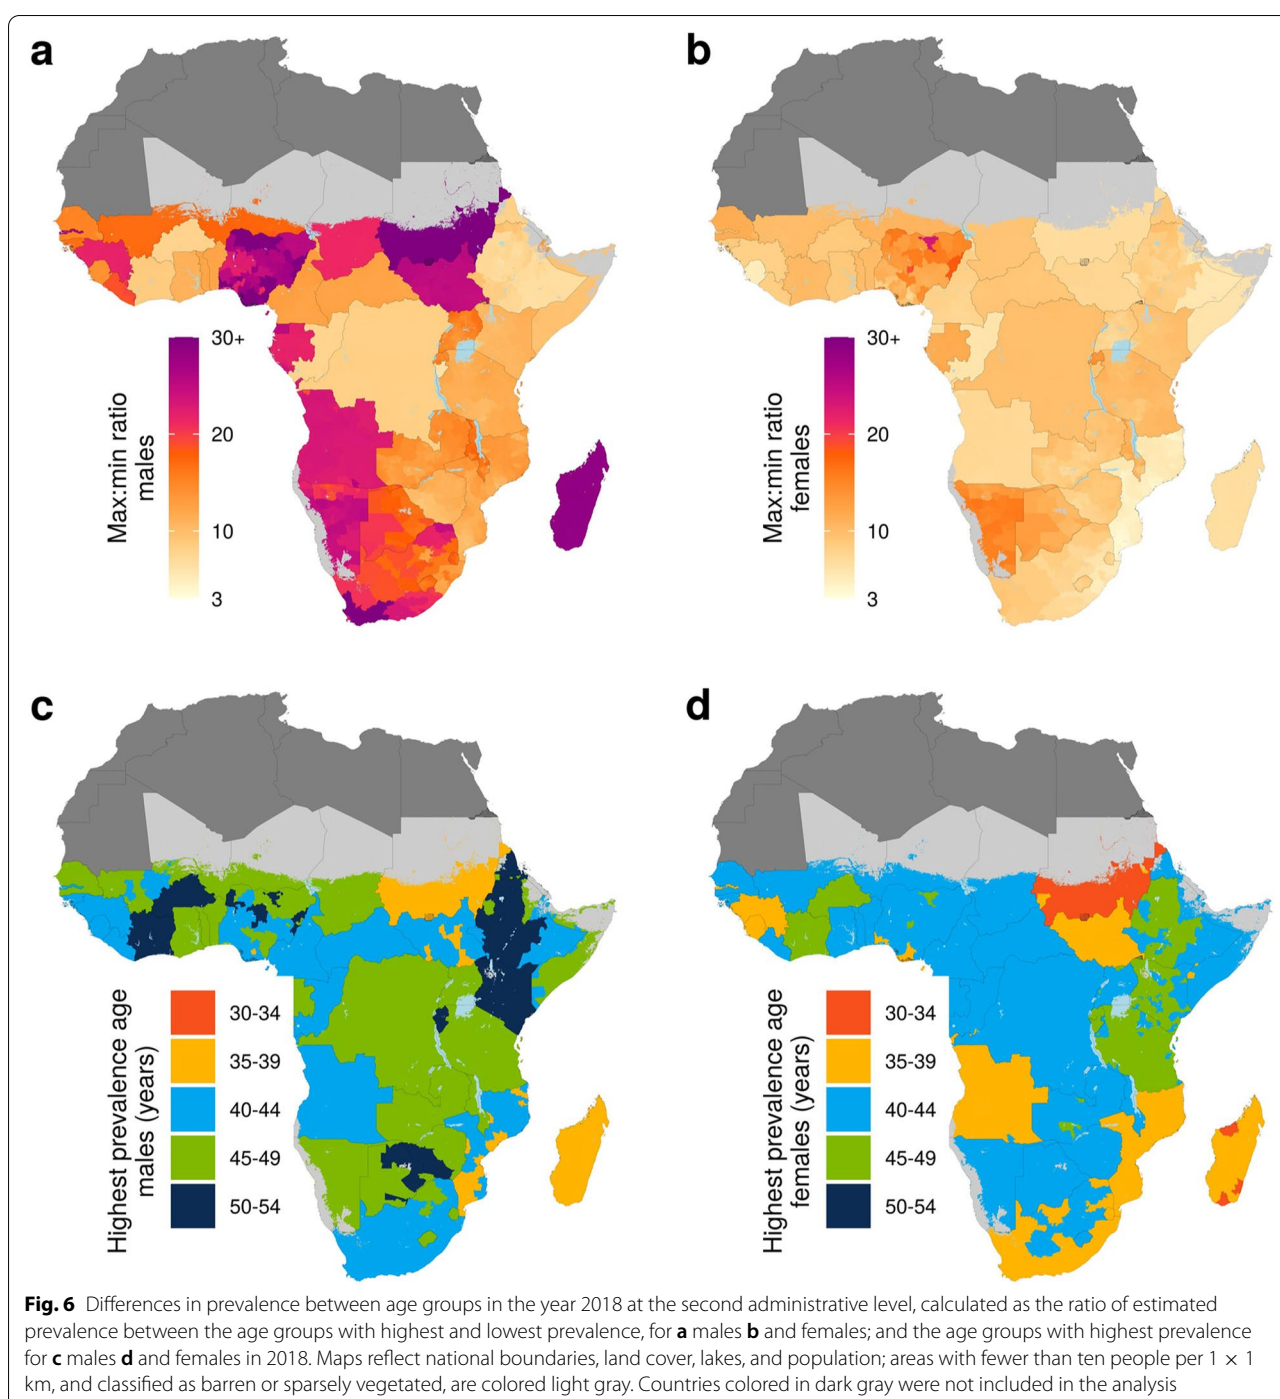 a
b
Max:min ratio
males
30+
20
10
3
Max:min ratio
females
30+
20
10
3
c
d
Highest prevalence age
males (years)
30-34
35-39
40-44
45-49
50-54
Highest prevalence age
females (years)
30-34
35-39
40-44
45-49
50-54
Fig. 6 Differences in prevalence between age groups in the year 2018 at the second administrative level, calculated as the ratio of estimated
prevalence between the age groups with highest and lowest prevalence, for a males b and females; and the age groups with highest prevalence
for c males d and females in 2018. Maps reflect national boundaries, land cover, lakes, and population; areas with fewer than ten people per 1 × 1
km, and classified as barren or sparsely vegetated, are colored light gray. Countries colored in dark gray were not included in the analysis